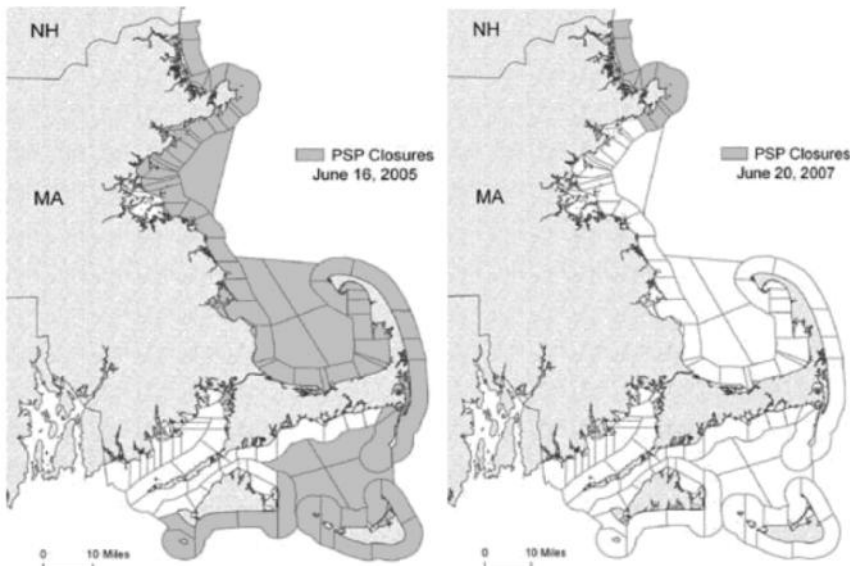 NH
MA
PSP Closures
June 16, 2005
0 10 Miles
NH
MA
PSP Closures
June 20, 2007
0 10 Miles